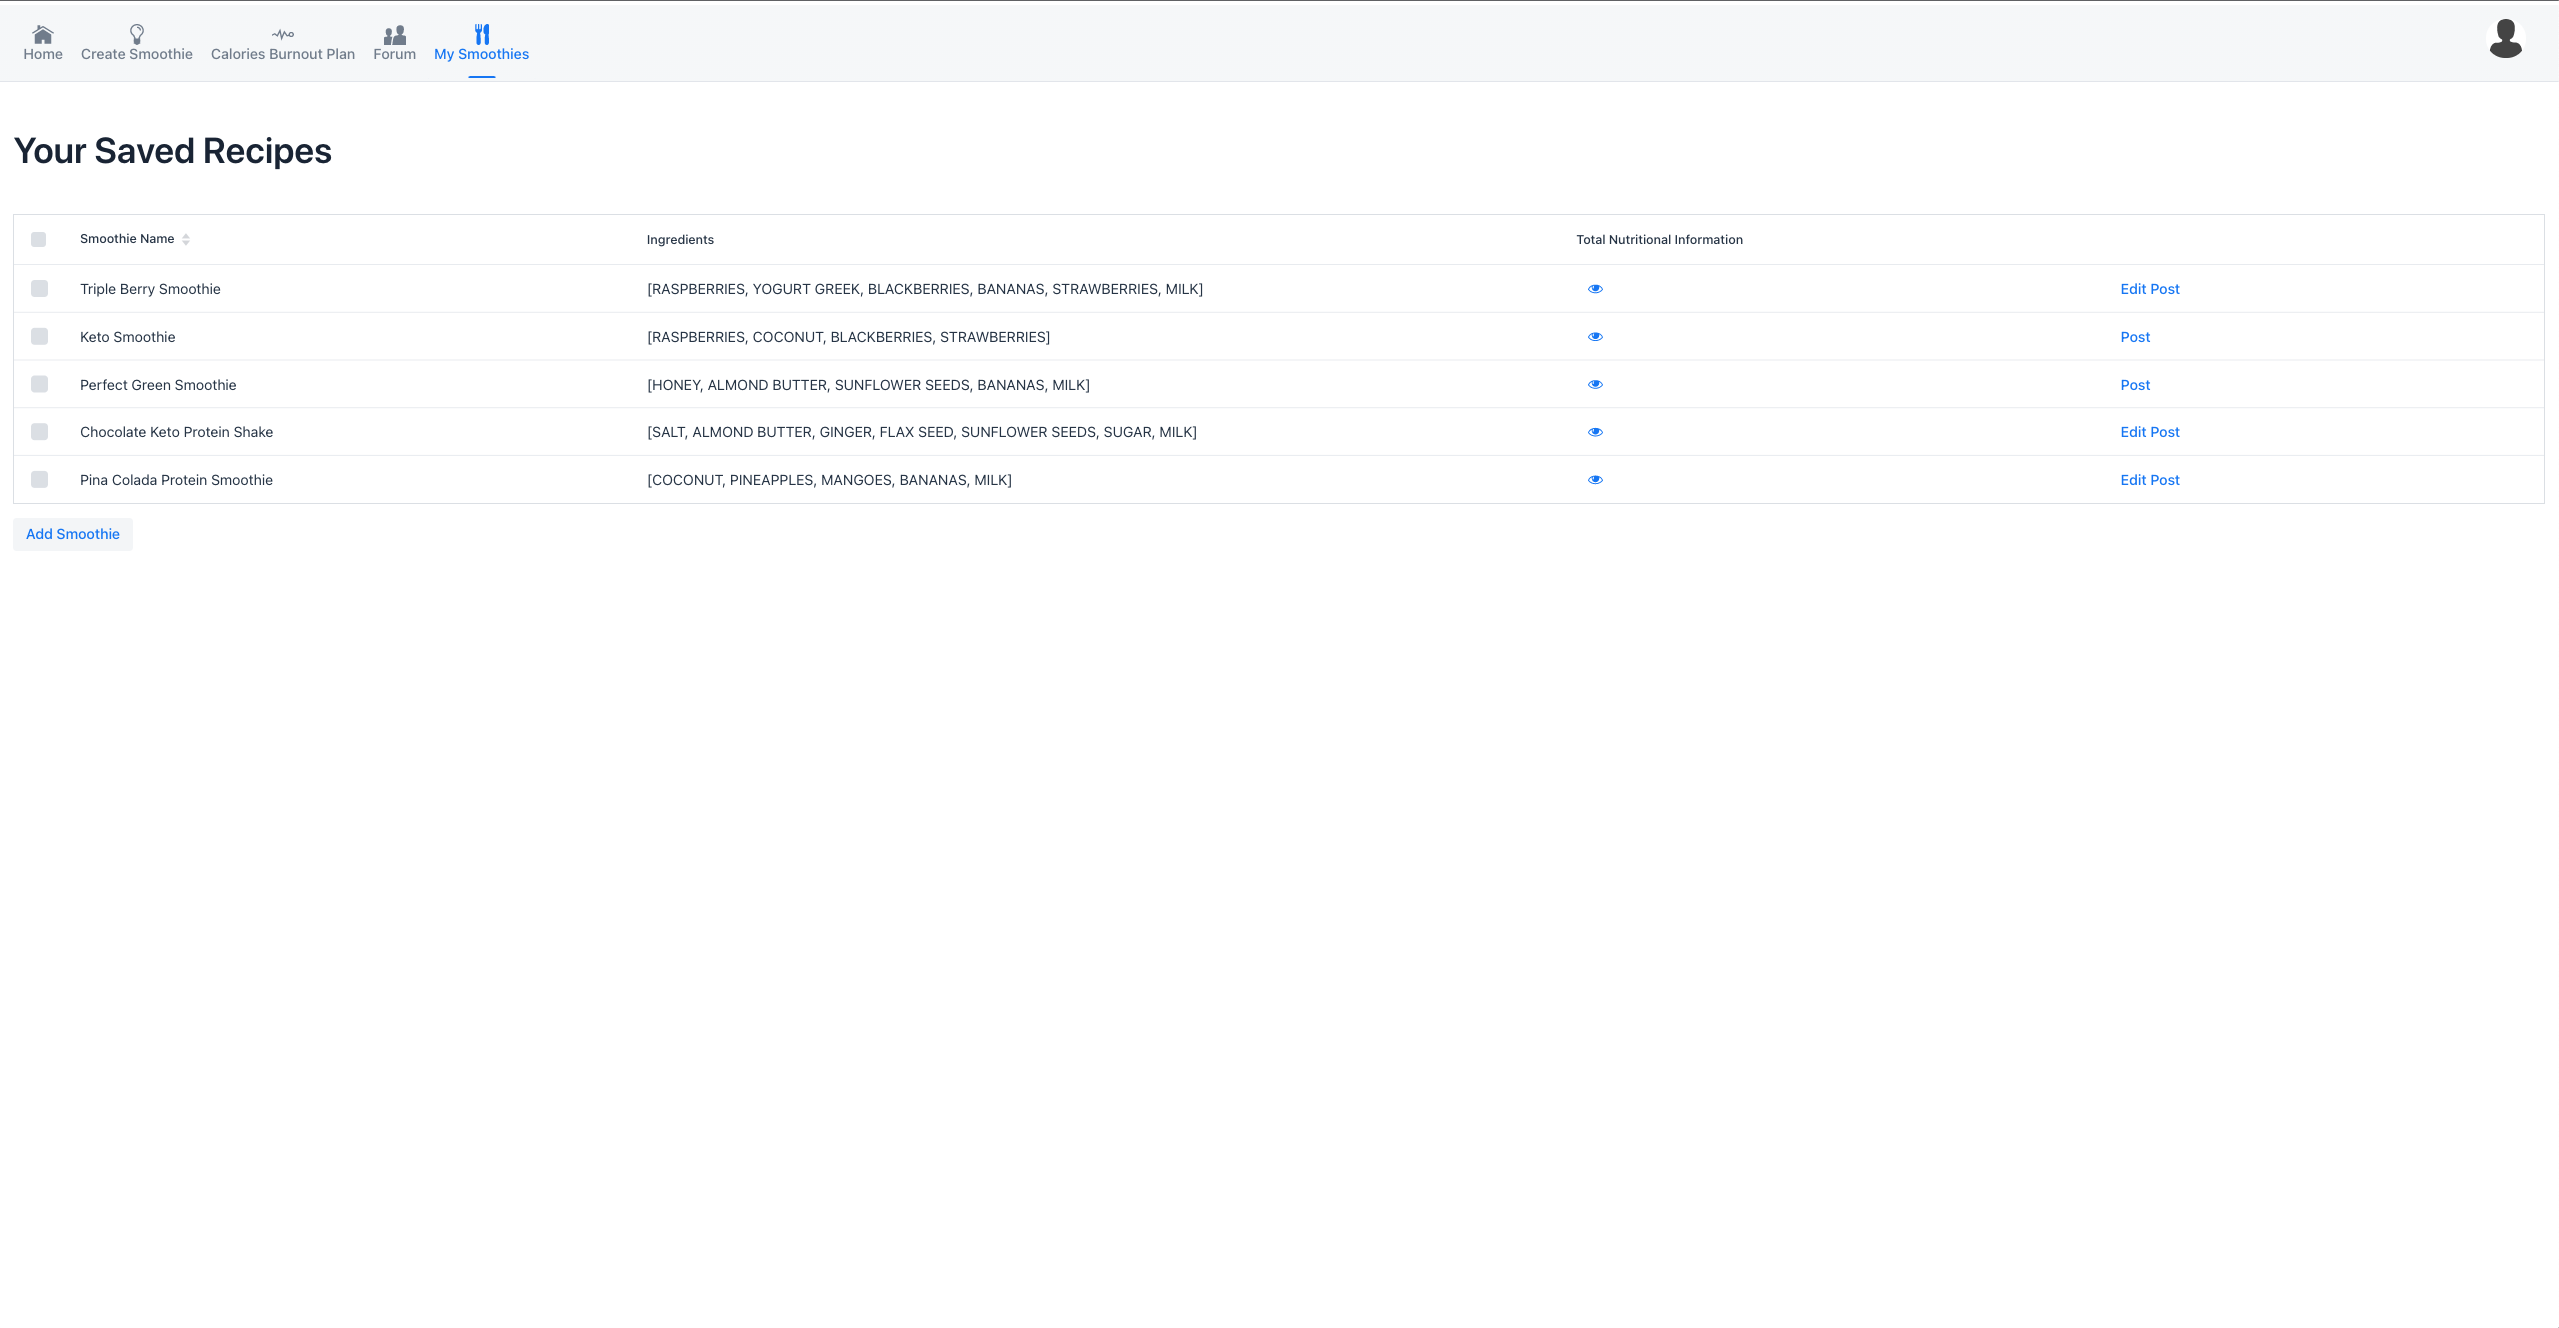 Home Create Smoothie Calories Burnout Plan Forum My Smoothies
Your Saved Recipes
Smoothie Name Ingredients Total Nutritional Information
Triple Berry Smoothie [RASPBERRIES, YOGURT GREEK, BLACKBERRIES, BANANAS, STRAWBERRIES, MILK] Edit Post
Keto Smoothie [RASPBERRIES, COCONUT, BLACKBERRIES, STRAWBERRIES] Post
Perfect Green Smoothie [HONEY, ALMOND BUTTER, SUNFLOWER SEEDS, BANANAS, MILK] Post
Chocolate Keto Protein Shake [SALT, ALMOND BUTTER, GINGER, FLAX SEED, SUNFLOWER SEEDS, SUGAR, MILK] Edit Post
Pina Colada Protein Smoothie [COCONUT, PINEAPPLES, MANGOES, BANANAS, MILK] Edit Post
Add Smoothie